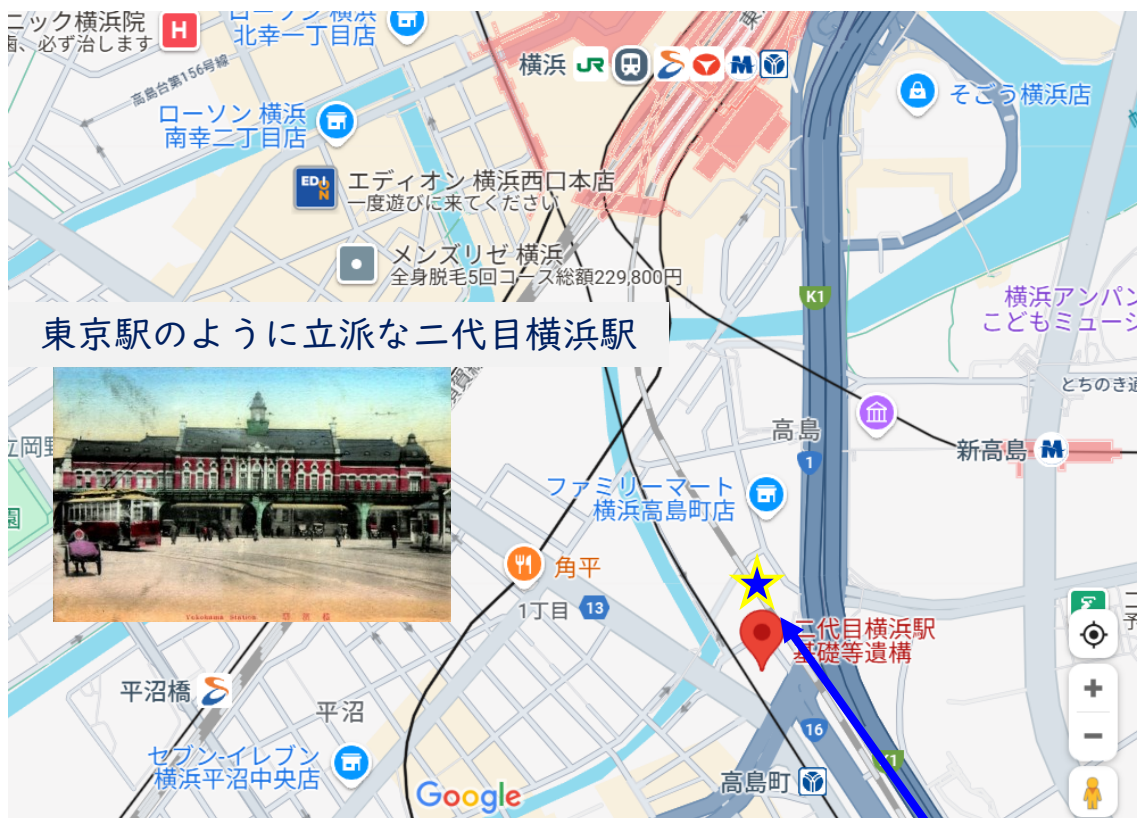 ニック横浜院
歯、必ず治します
H
ローソン 横浜
北幸一丁目店
横浜 JR M
高島台第156号線
ローソン 横浜
南幸二丁目店
そごう横浜店
EDION
エディオン 横浜西口本店
一度遊びに来てください
メンズリゼ 横浜
全身脱毛5回コース総額229,800円
K1
横浜アンパン
こどもミュージ
東京駅のように立派な二代目横浜駅
とちのき通
立岡野
高島
1
新高島 M
ファミリーマート
横浜高島町店
園
角平
1丁目 13
Yokohama Station
二代目横浜駅
基礎等遺構
平沼橋
平沼
16
K1
セブン-イレブン
横浜平沼中央店
高島町
Google